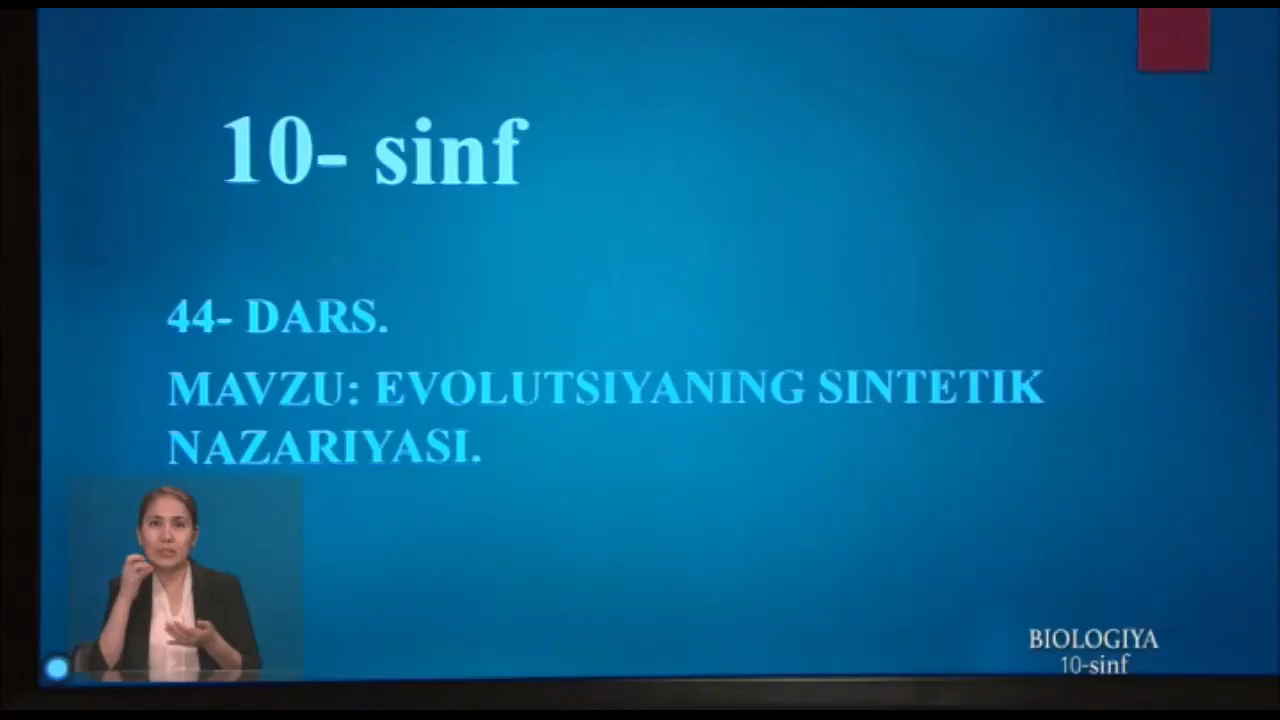 10- sinf
44- DARS.
MAVZU: EVOLUTSIYANING SINTETIK
NAZARIYASI.
BIOLOGIYA
10-sinf